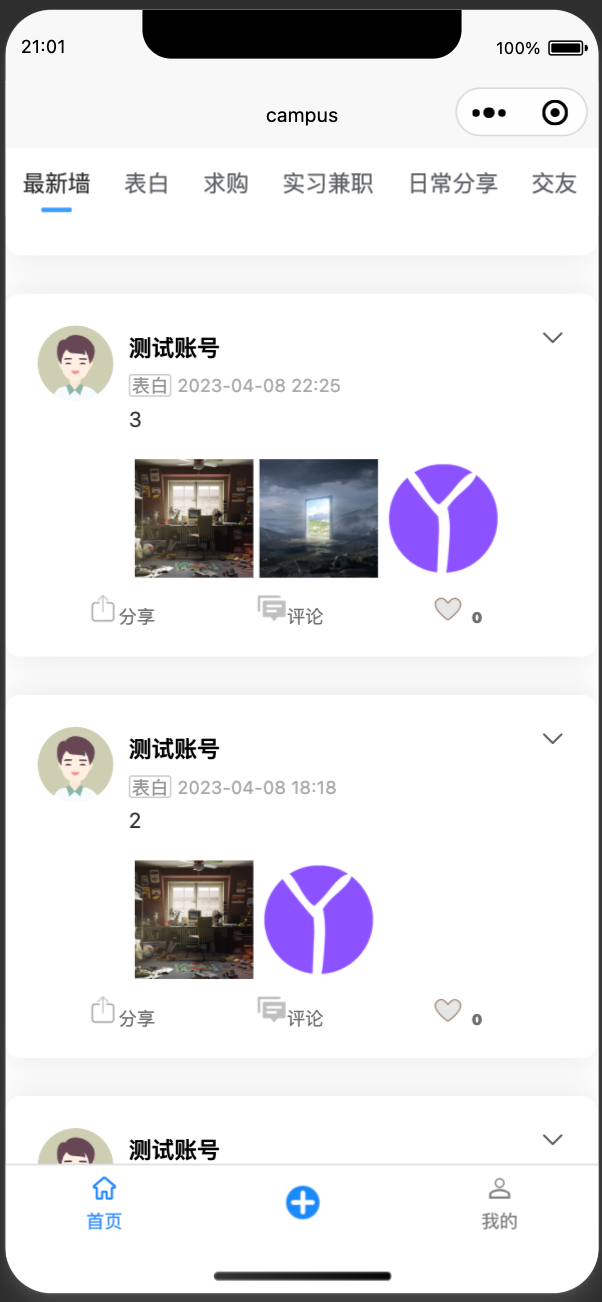 21:01 100%
campus
最新墙 表白 求购 实习兼职 日常分享 交友
测试账号
表白 2023-04-08 22:25
3
分享 评论 0
测试账号
表白 2023-04-08 18:18
2
分享 评论 0
测试账号
首页 我的